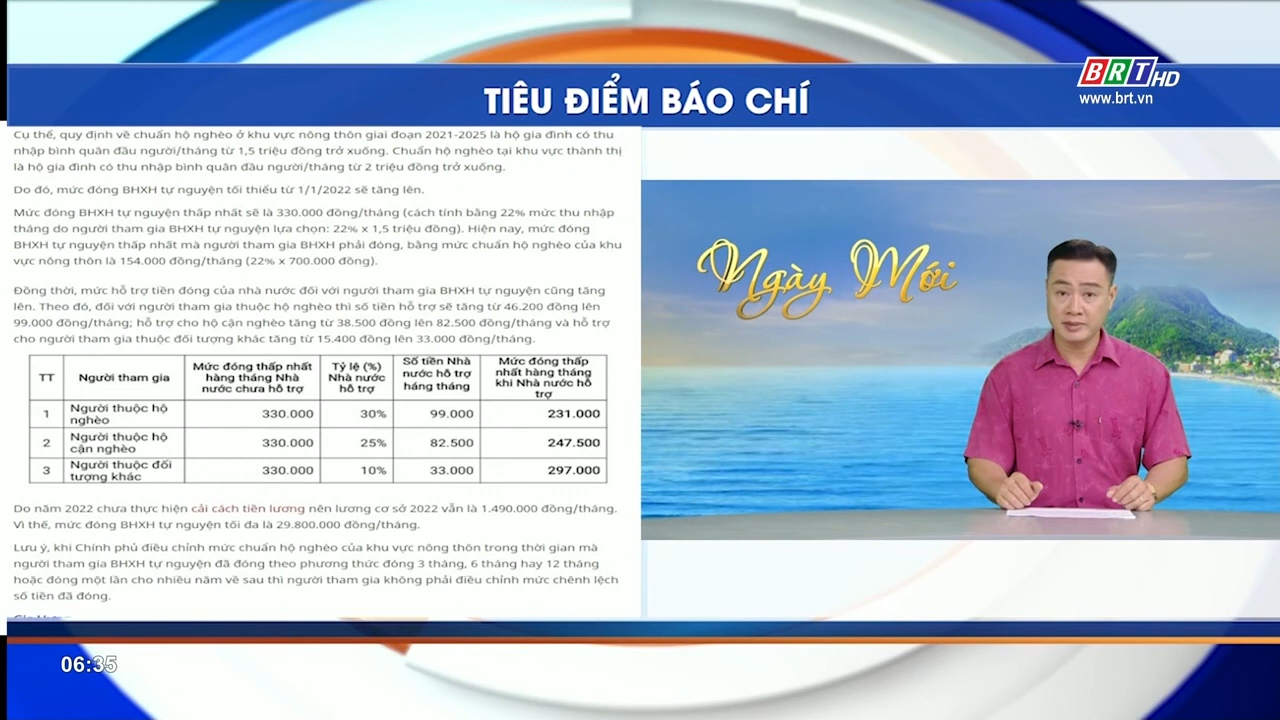 TIÊU ĐIỂM BÁO CHÍ
BRT HD
www.brt.vn
Cụ thể, quy định về chuẩn hộ nghèo ở khu vực nông thôn giai đoạn 2021-2025 là hộ gia đình có thu
nhập bình quân đầu người/tháng từ 1,5 triệu đồng trở xuống. Chuẩn hộ nghèo tại khu vực thành thị
là hộ gia đình có thu nhập bình quân đầu người/tháng từ 2 triệu đồng trở xuống.
Do đó, mức đóng BHXH tự nguyện tối thiểu từ 1/1/2022 sẽ tăng lên.
Mức đóng BHXH tự nguyện thấp nhất sẽ là 330.000 đồng/tháng (cách tính bằng 22% mức thu nhập
tháng do người tham gia BHXH tự nguyện lựa chọn: 22% x 1,5 triệu đồng). Hiện nay, mức đóng
BHXH tự nguyện thấp nhất mà người tham gia BHXH phải đóng, bằng mức chuẩn hộ nghèo của khu
vực nông thôn là 154.000 đồng/tháng (22% x 700.000 đồng).
Đồng thời, mức hỗ trợ tiền đóng của nhà nước đối với người tham gia BHXH tự nguyện cũng tăng
lên. Theo đó, đối với người tham gia thuộc hộ nghèo thì số tiền hỗ trợ sẽ tăng từ 46.200 đồng lên
99.000 đồng/tháng; hỗ trợ cho hộ cận nghèo tăng từ 38.500 đồng lên 82.500 đồng/tháng và hỗ trợ
cho người tham gia thuộc đối tượng khác tăng từ 15.400 đồng lên 33.000 đồng/tháng.
TT Người tham gia Mức đóng thấp nhất hàng tháng Nhà nước chưa hỗ trợ Tỷ lệ (%) Nhà nước hỗ trợ Số tiền Nhà nước hỗ trợ háng tháng Mức đóng thấp nhất hàng tháng khi Nhà nước hỗ trợ
1 Người thuộc hộ nghèo 330.000 30% 99.000 231.000
2 Người thuộc hộ cận nghèo 330.000 25% 82.500 247.500
3 Người thuộc đối tượng khác 330.000 10% 33.000 297.000
Do năm 2022 chưa thực hiện cải cách tiền lương nên lương cơ sở 2022 vẫn là 1.490.000 đồng/tháng.
Vì thế, mức đóng BHXH tự nguyện tối đa là 29.800.000 đồng/tháng.
Lưu ý, khi Chính phủ điều chỉnh mức chuẩn hộ nghèo của khu vực nông thôn trong thời gian mà
người tham gia BHXH tự nguyện đã đóng theo phương thức đóng 3 tháng, 6 tháng hay 12 tháng
hoặc đóng một lần cho nhiều năm về sau thì người tham gia không phải điều chỉnh mức chênh lệch
số tiền đã đóng.
Ngày Mới
06:35